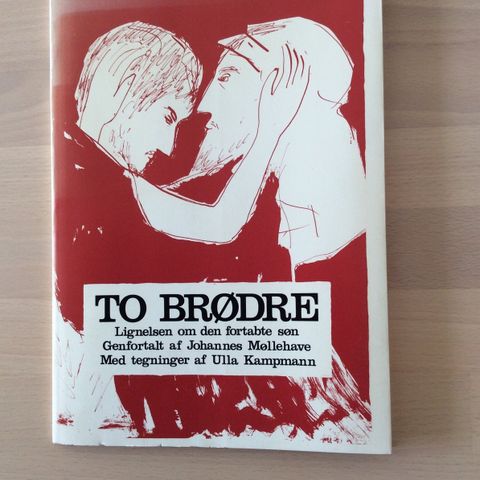 TO BRØDRE
Lignelsen om den fortabte søn
Genfortalt af Johannes Møllehave
Med tegninger af Ulla Kampmann